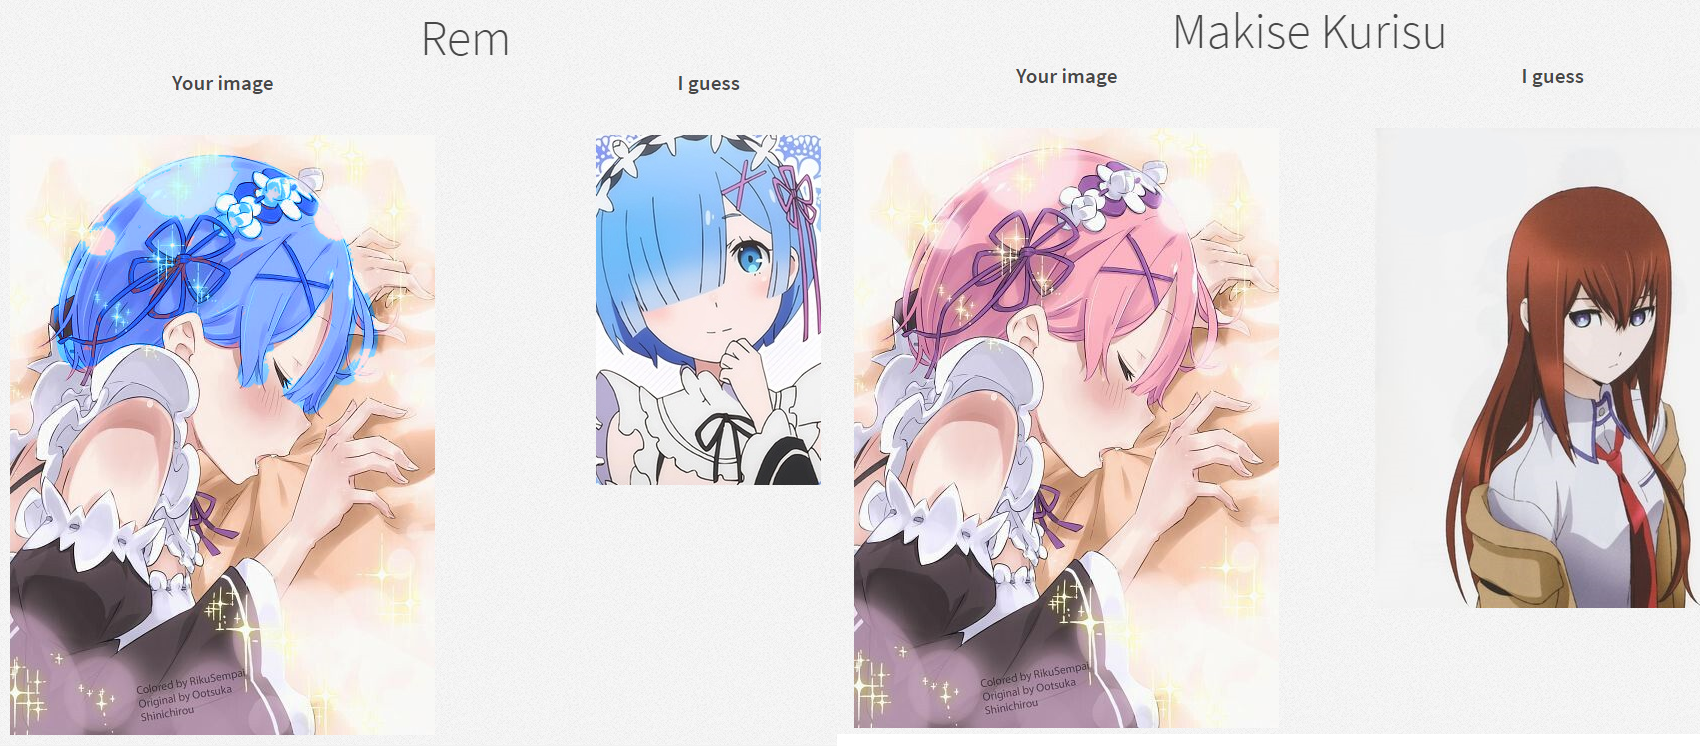 Rem
Your image
I guess
Colored by RikuSempai
Original by Ootsuka
Shinichirou
Makise Kurisu
Your image
I guess
Colored by RikuSempai
Original by Ootsuka
Shinichirou